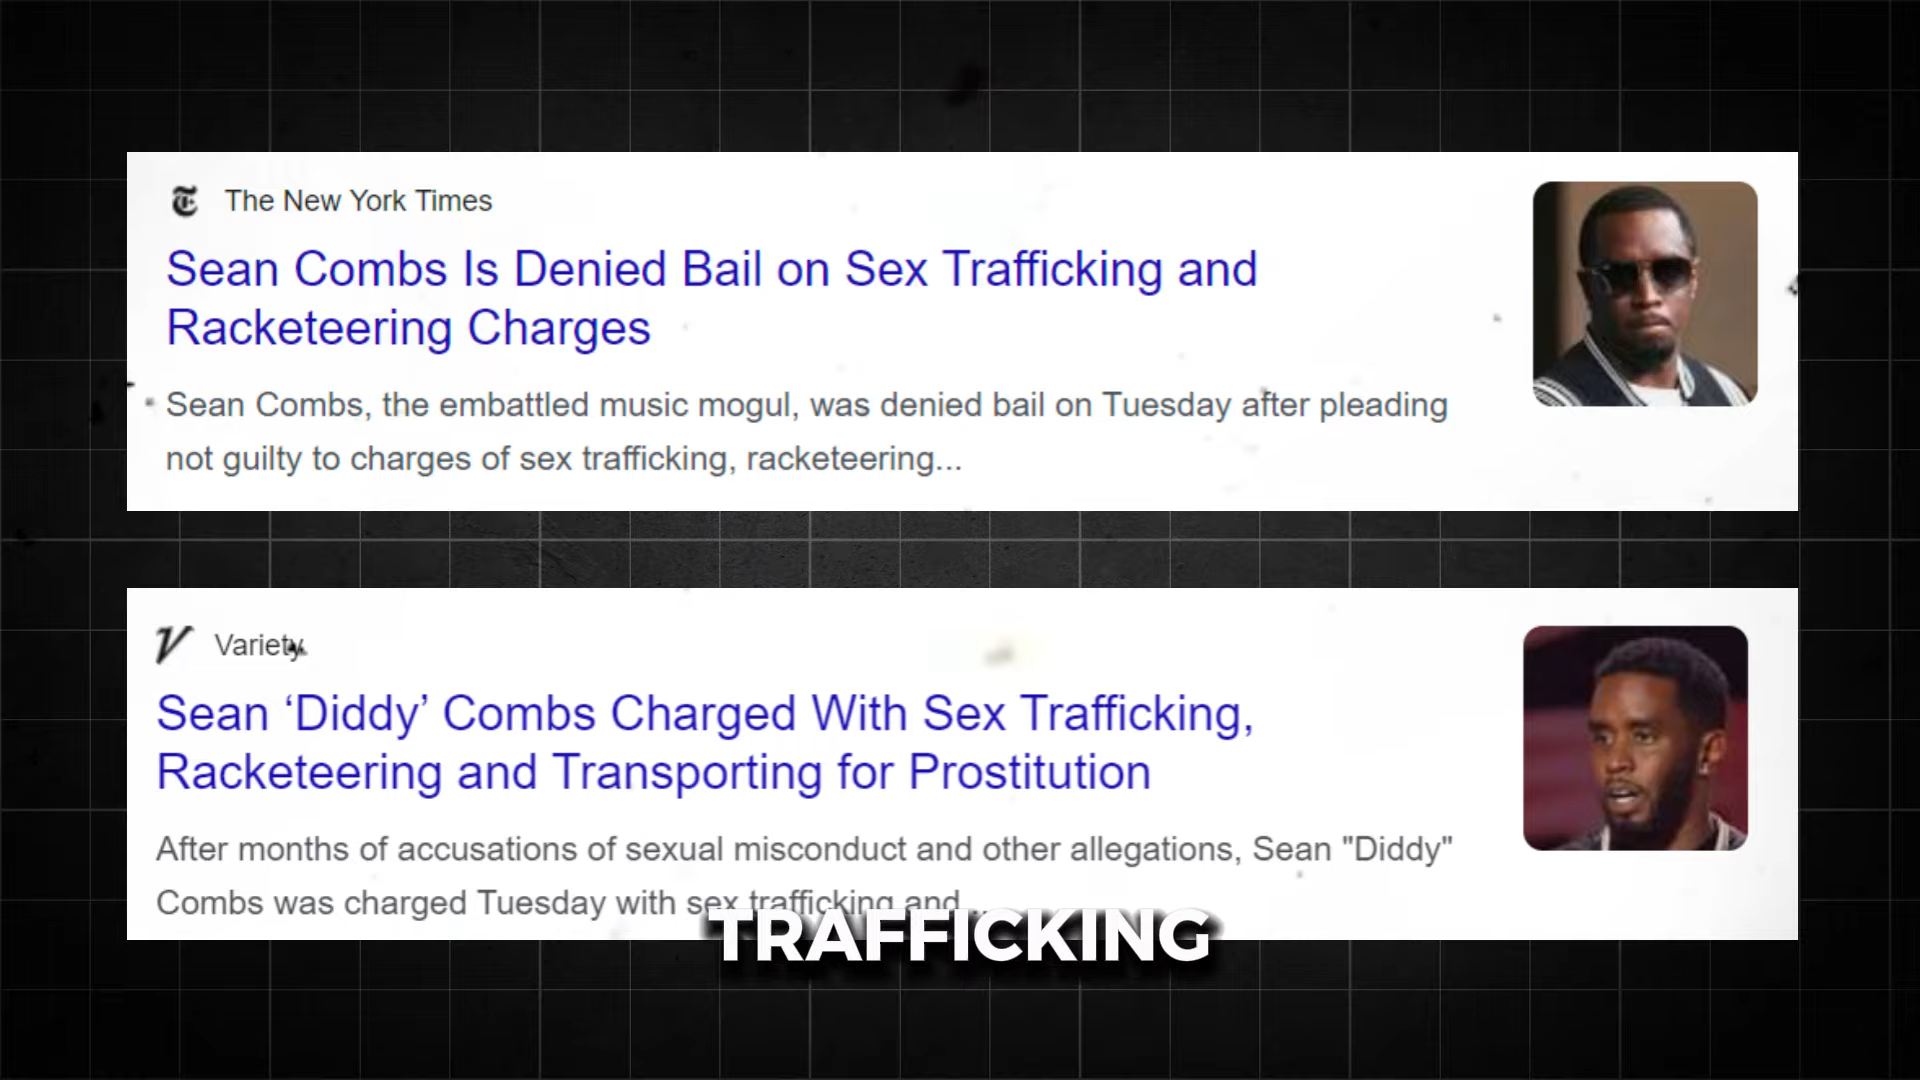 The New York Times
Sean Combs Is Denied Bail on Sex Trafficking and
Racketeering Charges
Sean Combs, the embattled music mogul, was denied bail on Tuesday after pleading
not guilty to charges of sex trafficking, racketeering...
Variety
Sean ‘Diddy’ Combs Charged With Sex Trafficking,
Racketeering and Transporting for Prostitution
After months of accusations of sexual misconduct and other allegations, Sean "Diddy"
Combs was charged Tuesday with sex trafficking and...
TRAFFICKING